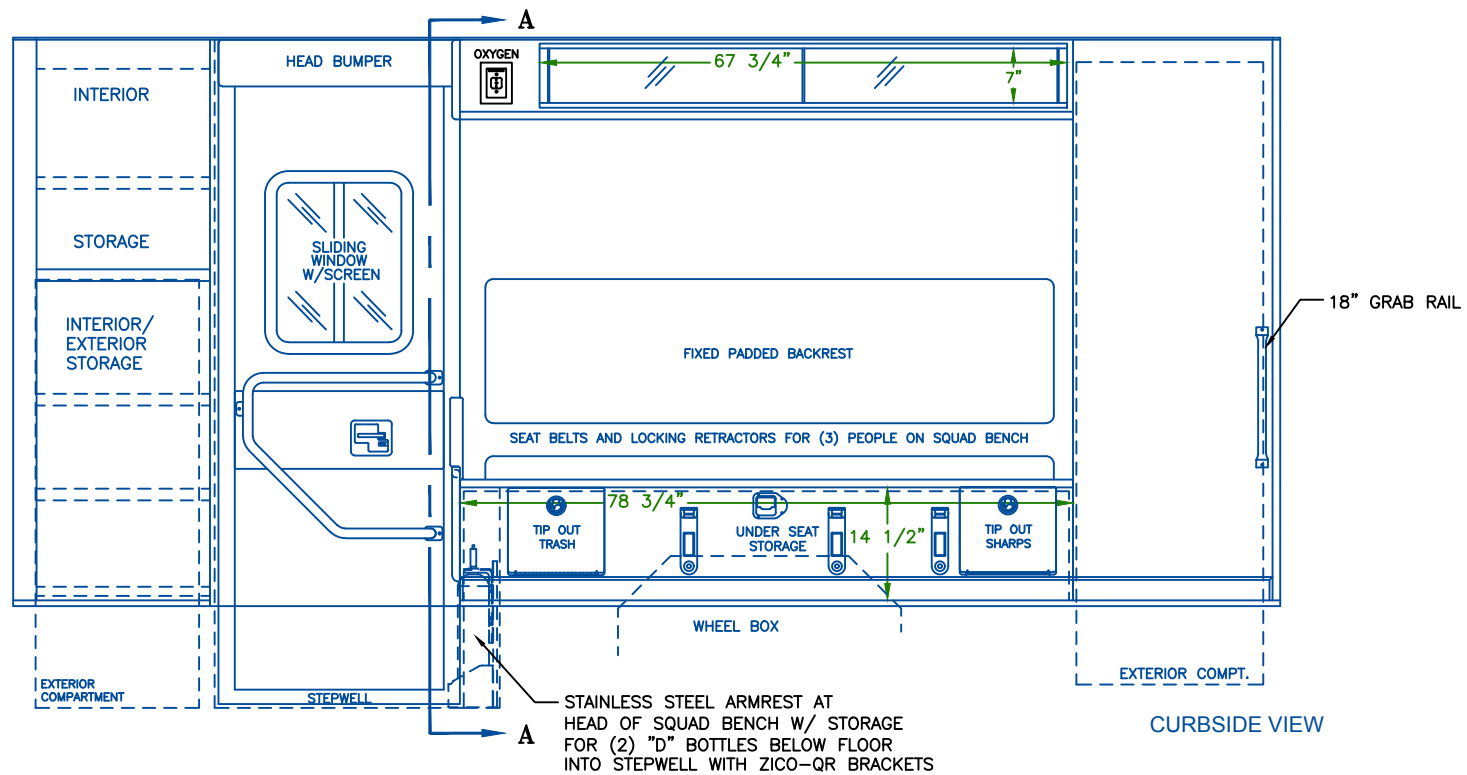 A
HEAD BUMPER
OXYGEN
67 3/4"
7"
INTERIOR
STORAGE
SLIDING
WINDOW
W/SCREEN
INTERIOR/
EXTERIOR
STORAGE
18" GRAB RAIL
FIXED PADDED BACKREST
SEAT BELTS AND LOCKING RETRACTORS FOR (3) PEOPLE ON SQUAD BENCH
78 3/4"
TIP OUT
TRASH
UNDER SEAT
STORAGE
14 1/2"
TIP OUT
SHARPS
WHEEL BOX
EXTERIOR
COMPARTMENT
STEPWELL
EXTERIOR COMPT.
STAINLESS STEEL ARMREST AT
HEAD OF SQUAD BENCH W/ STORAGE
FOR (2) "D" BOTTLES BELOW FLOOR
INTO STEPWELL WITH ZICO-QR BRACKETS
A
CURBSIDE VIEW